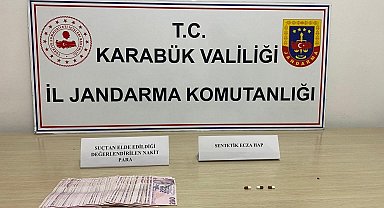 T.C.
KARABÜK VALİLİĞİ
İL JANDARMA KOMUTANLIĞI
JANDARMA
SUÇTAN ELDE EDİLDİĞİ
DEĞERLENDİRİLEN NAKİT
PARA
SENTETİK ECZA HAP